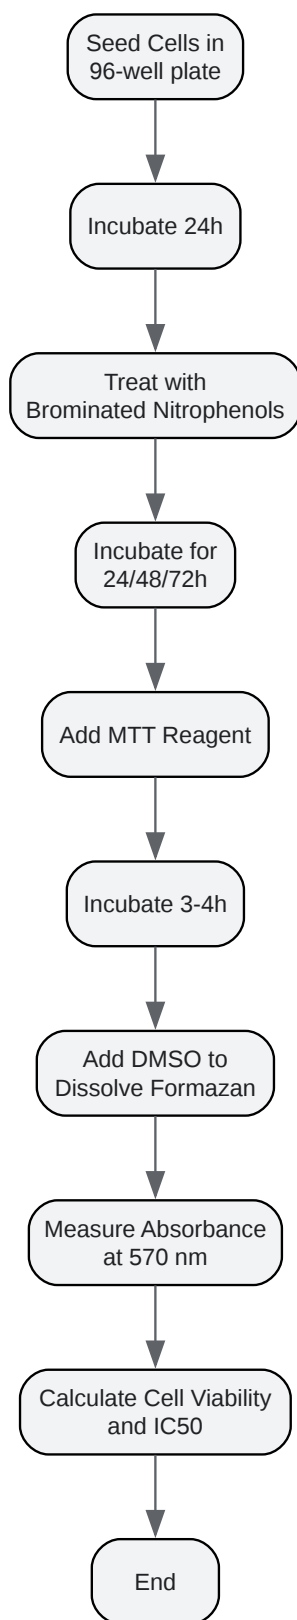 Seed Cells in
96-well plate
Incubate 24h
Treat with
Brominated Nitrophenols
Incubate for
24/48/72h
Add MTT Reagent
Incubate 3-4h
Add DMSO to
Dissolve Formazan
Measure Absorbance
at 570 nm
Calculate Cell Viability
and IC50
End